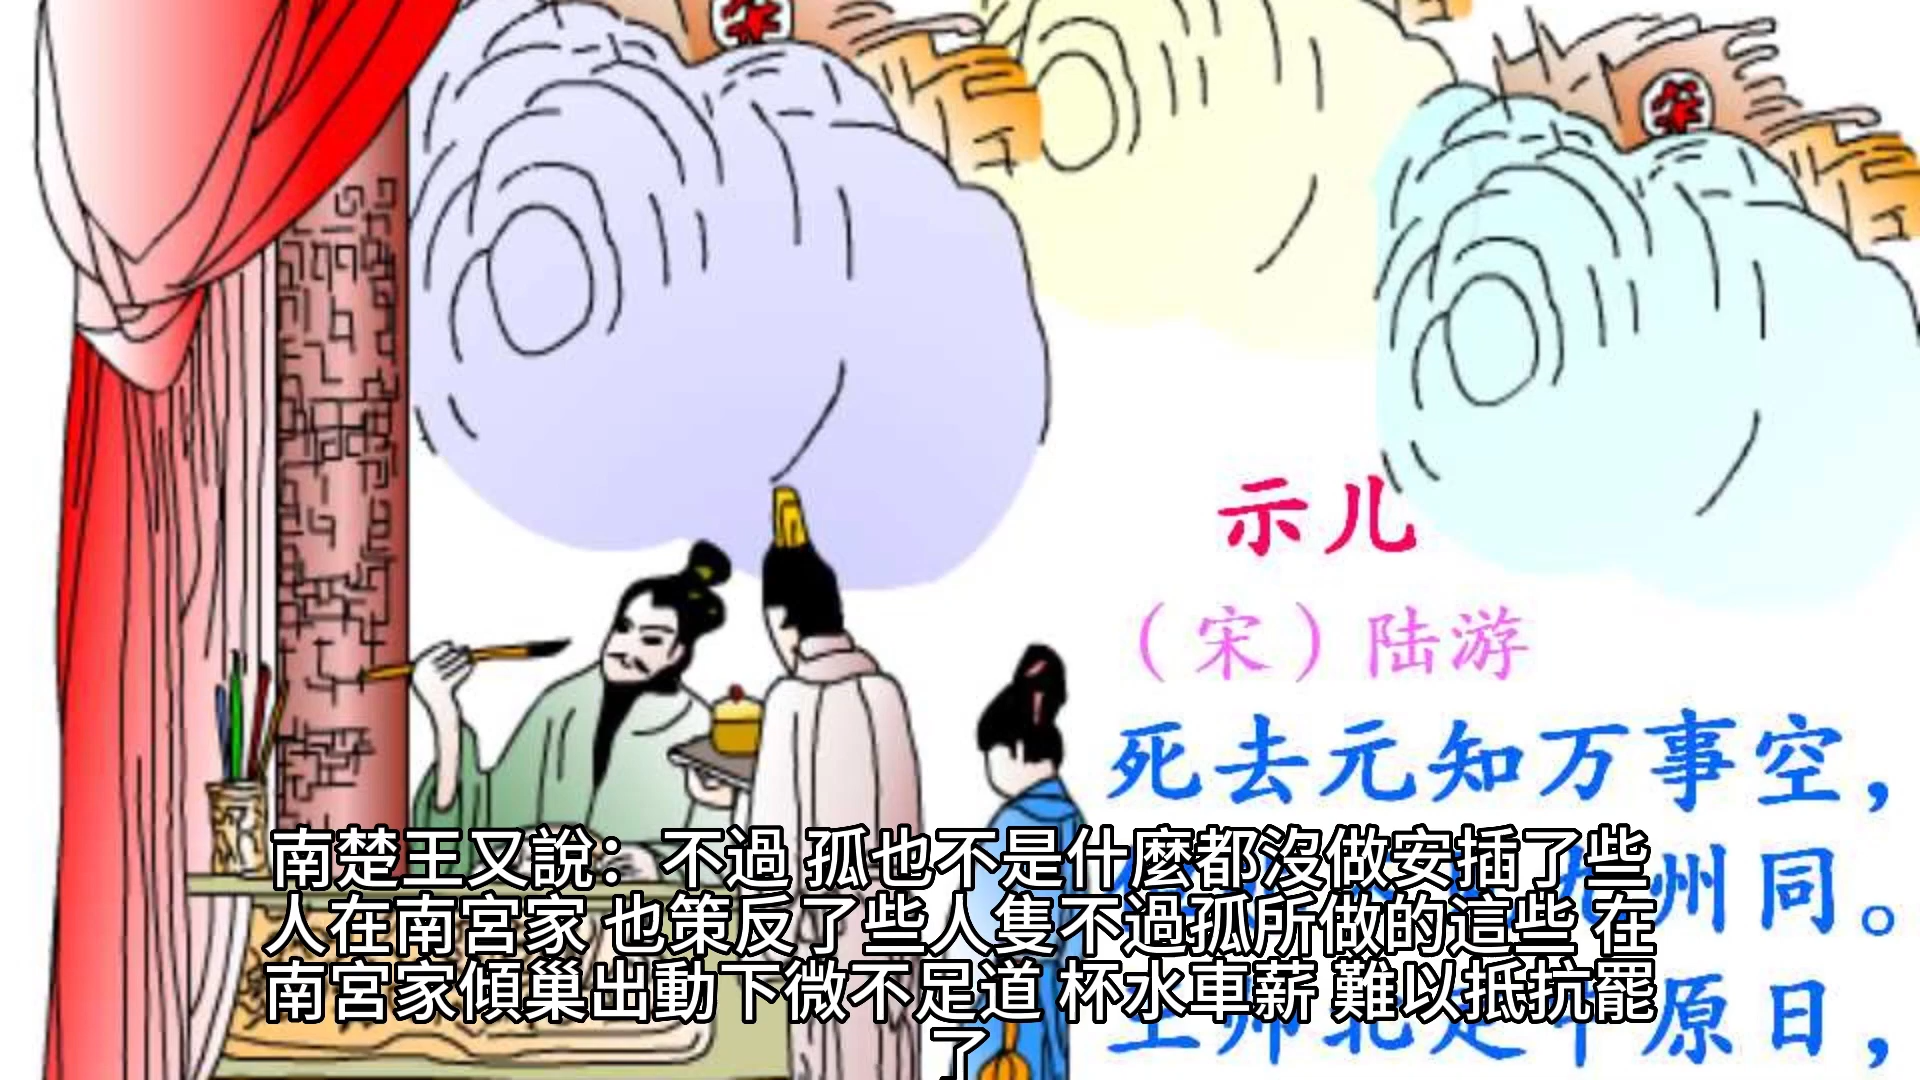 示儿
（宋）陆游
死去元知万事空，
州同。
原日，
南楚王又說：不過 孤也不是什麼都沒做安插了些
人在南宮家 也策反了些人隻不過孤所做的這些 在
南宮家傾巢出動下微不足道 杯水車薪 難以抵抗罷
了